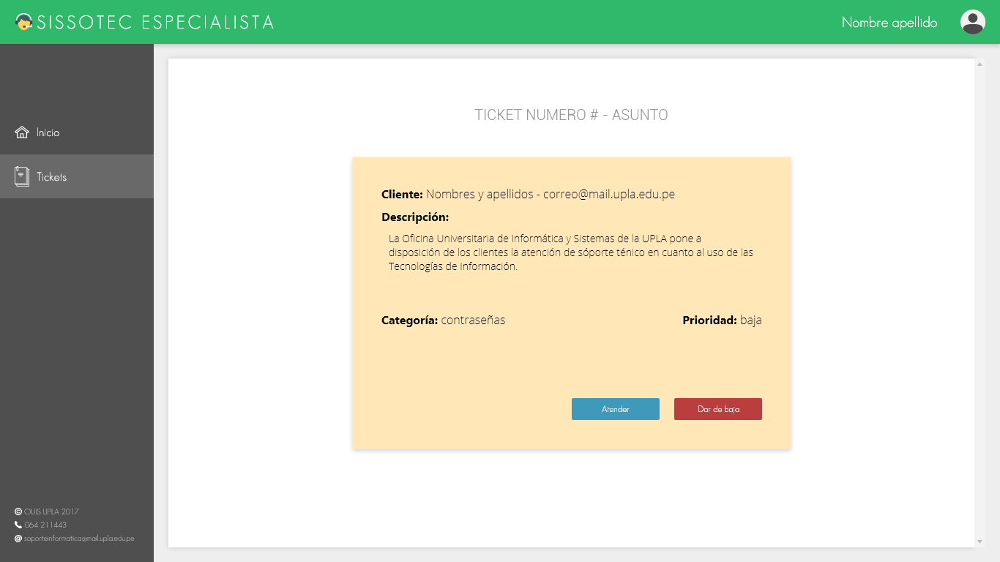 SISSOTEC ESPECIALISTA
Nombre apellido
Inicio
Tickets
TICKET NUMERO # - ASUNTO
Cliente: Nombres y apellidos - correo@mail.upla.edu.pe
Descripción:
La Oficina Universitaria de Informática y Sistemas de la UPLA pone a
disposición de los clientes la atención de sóporte ténico en cuanto al uso de las
Tecnologías de Información.
Categoría: contraseñas
Prioridad: baja
Atender
Dar de baja
© OUIS UPLA 2017
064 211443
@ soporteinformatica@mail.upla.edu.pe